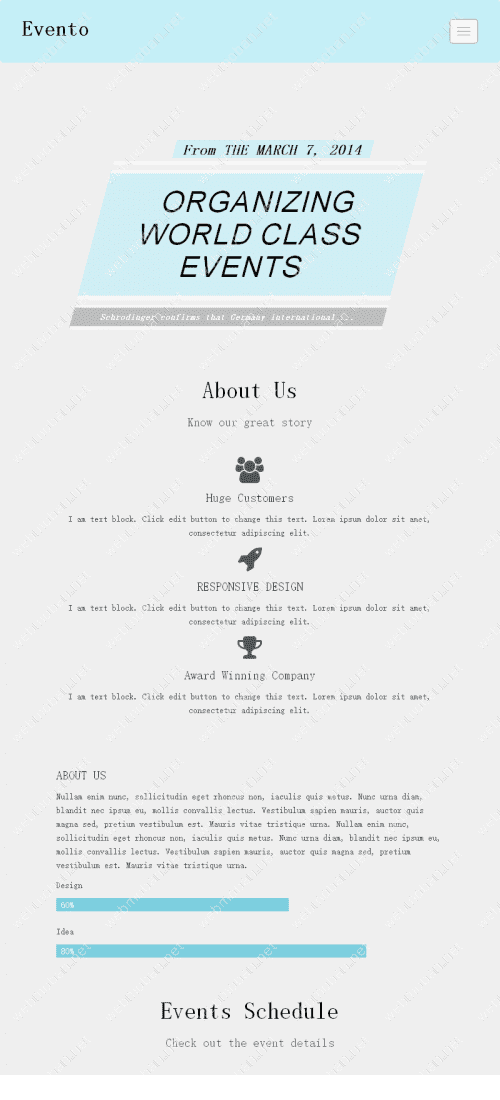 Evento
From THE MARCH 7, 2014
ORGANIZING
WORLD CLASS
EVENTS
Schrodinger confirms that Germany international
About Us
Know our great story
Huge Customers
I am text block. Click edit button to change this text. Lorem ipsum dolor sit amet,
consectetur adipiscing elit.
RESPONSIVE DESIGN
I am text block. Click edit button to change this text. Lorem ipsum dolor sit amet,
consectetur adipiscing elit.
Award Winning Company
I am text block. Click edit button to change this text. Lorem ipsum dolor sit amet,
consectetur adipiscing elit.
ABOUT US
Nullam enim nunc, sollicitudin eget rhoncus non, iaculis quis metus. Nunc urna diam,
blandit nec ipsum eu, mollis convallis lectus. Vestibulum sapien mauris, auctor quis
magna sed, pretium vestibulum est. Mauris vitae tristique urna. Nullam enim nunc,
sollicitudin eget rhoncus non, iaculis quis metus. Nunc urna diam, blandit nec ipsum eu,
mollis convallis lectus. Vestibulum sapien mauris, auctor quis magna sed, pretium
vestibulum est. Mauris vitae tristique urna.
Design
60%
Idea
80%
Events Schedule
Check out the event details